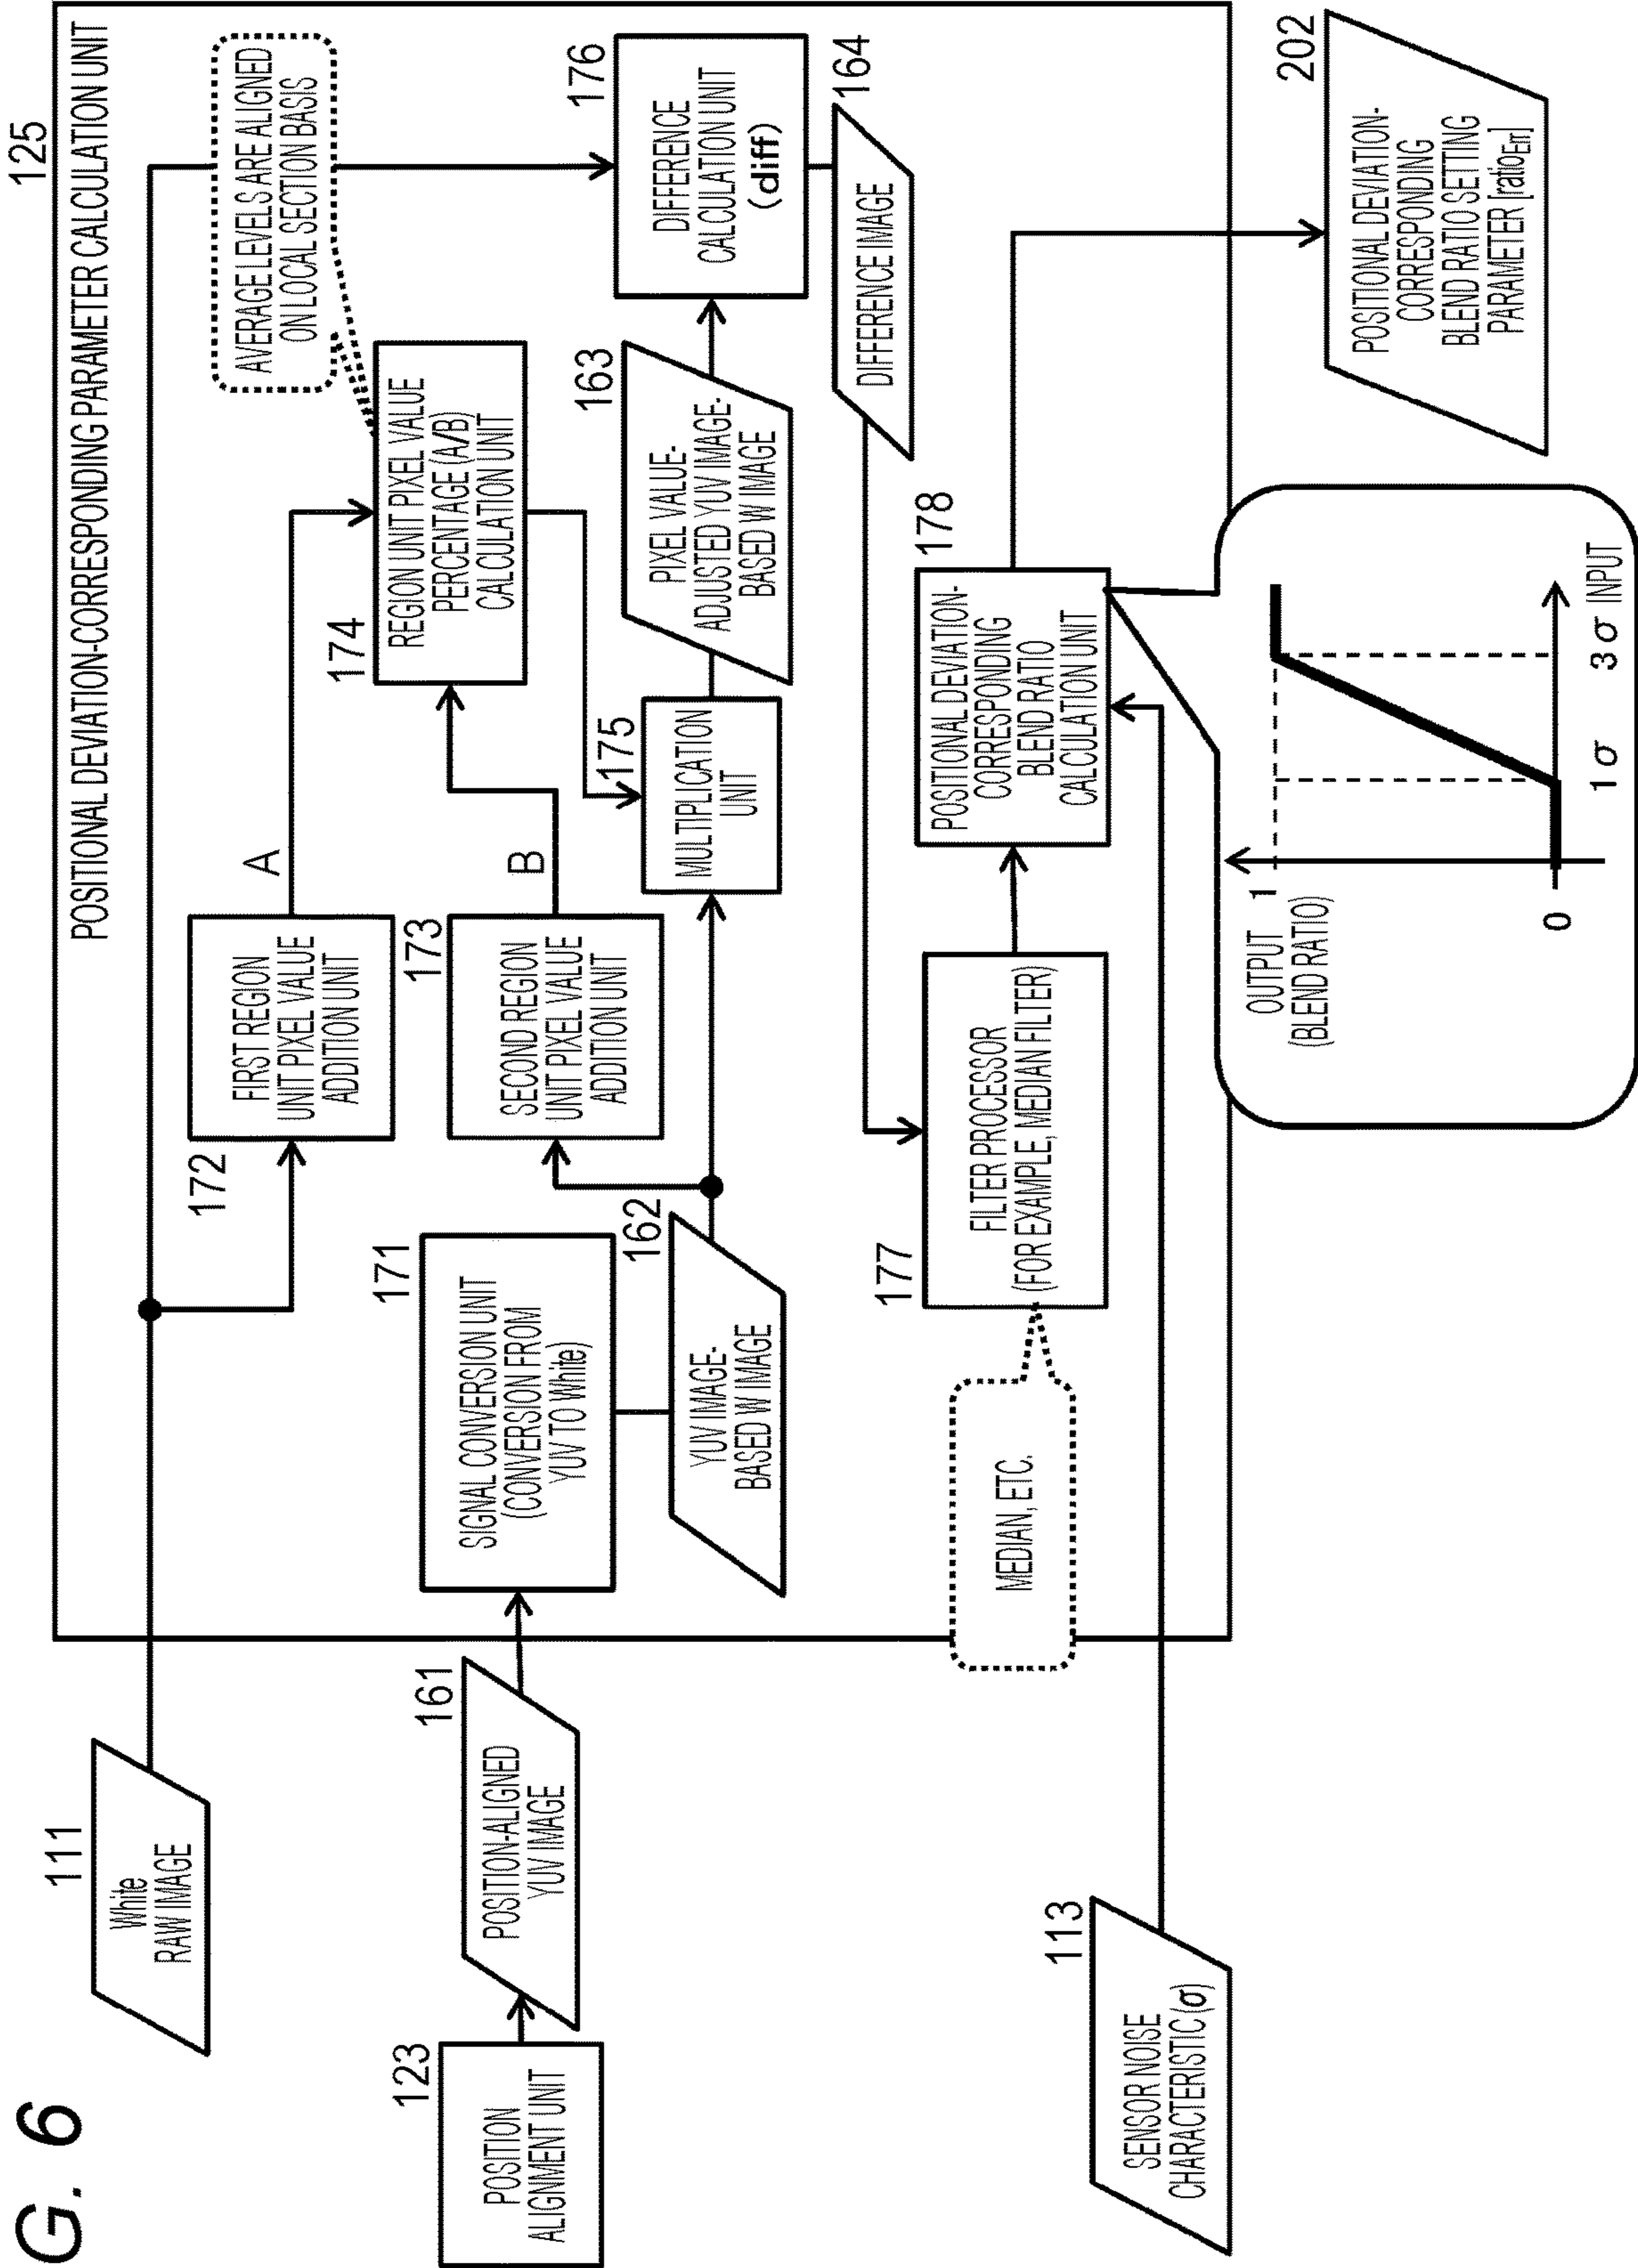 G. 6
125
POSITIONAL DEVIATION-CORRESPONDING PARAMETER CALCULATION UNIT
111
White
RAW IMAGE
AVERAGE LEVELS ARE ALIGNED
ON LOCAL SECTION BASIS
172
FIRST REGION
UNIT PIXEL VALUE
ADDITION UNIT
A
174
REGION UNIT PIXEL VALUE
PERCENTAGE (A/B)
CALCULATION UNIT
123
POSITION
ALIGNMENT UNIT
161
POSITION-ALIGNED
YUV IMAGE
171
SIGNAL CONVERSION UNIT
(CONVERSION FROM
YUV TO White)
173
SECOND REGION
UNIT PIXEL VALUE
ADDITION UNIT
B
176
DIFFERENCE
CALCULATION UNIT
(diff)
162
YUV IMAGE-
BASED W IMAGE
175
MULTIPLICATION
UNIT
163
PIXEL VALUE-
ADJUSTED YUV IMAGE-
BASED W IMAGE
164
DIFFERENCE IMAGE
MEDIAN, ETC.
177
FILTER PROCESSOR
(FOR EXAMPLE, MEDIAN FILTER)
178
POSITIONAL DEVIATION-
CORRESPONDING
BLEND RATIO
CALCULATION UNIT
113
SENSOR NOISE
CHARACTERISTIC (σ)
202
POSITIONAL DEVIATION-
CORRESPONDING
BLEND RATIO SETTING
PARAMETER [ratioErr]
OUTPUT
(BLEND RATIO)
1
0
1σ
3σ
INPUT